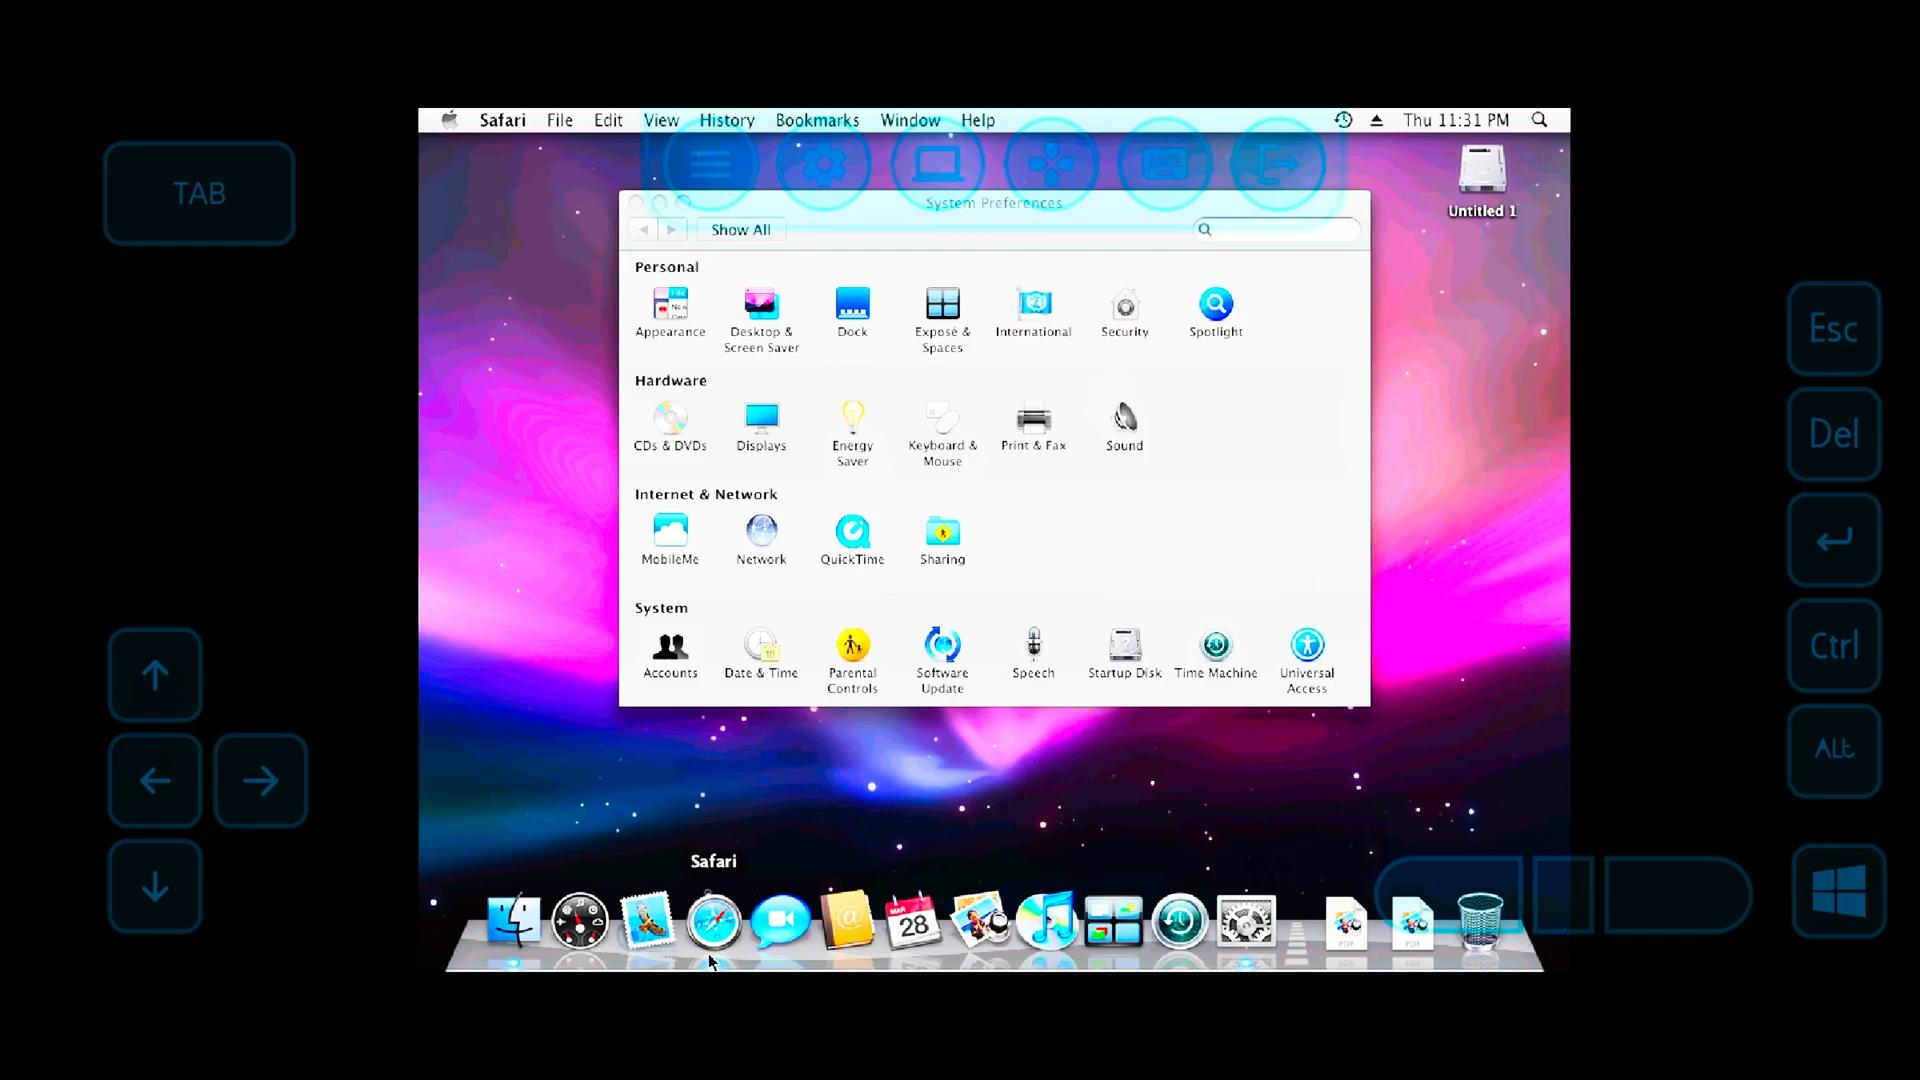 Safari File Edit View History Bookmarks Window Help Thu 11:31 PM
TAB
Untitled 1
System Preferences
Show All
Personal
Appearance
Desktop &
Screen Saver
Dock
Exposé &
Spaces
International
Security
Spotlight
Hardware
CDs & DVDs
Displays
Energy
Saver
Keyboard &
Mouse
Print & Fax
Sound
Internet & Network
MobileMe
Network
QuickTime
Sharing
System
Accounts
Date & Time
Parental
Controls
Software
Update
Speech
Startup Disk
Time Machine
Universal
Access
Esc
Del
Ctrl
Alt
Safari
MAR
28
PDF
PDF